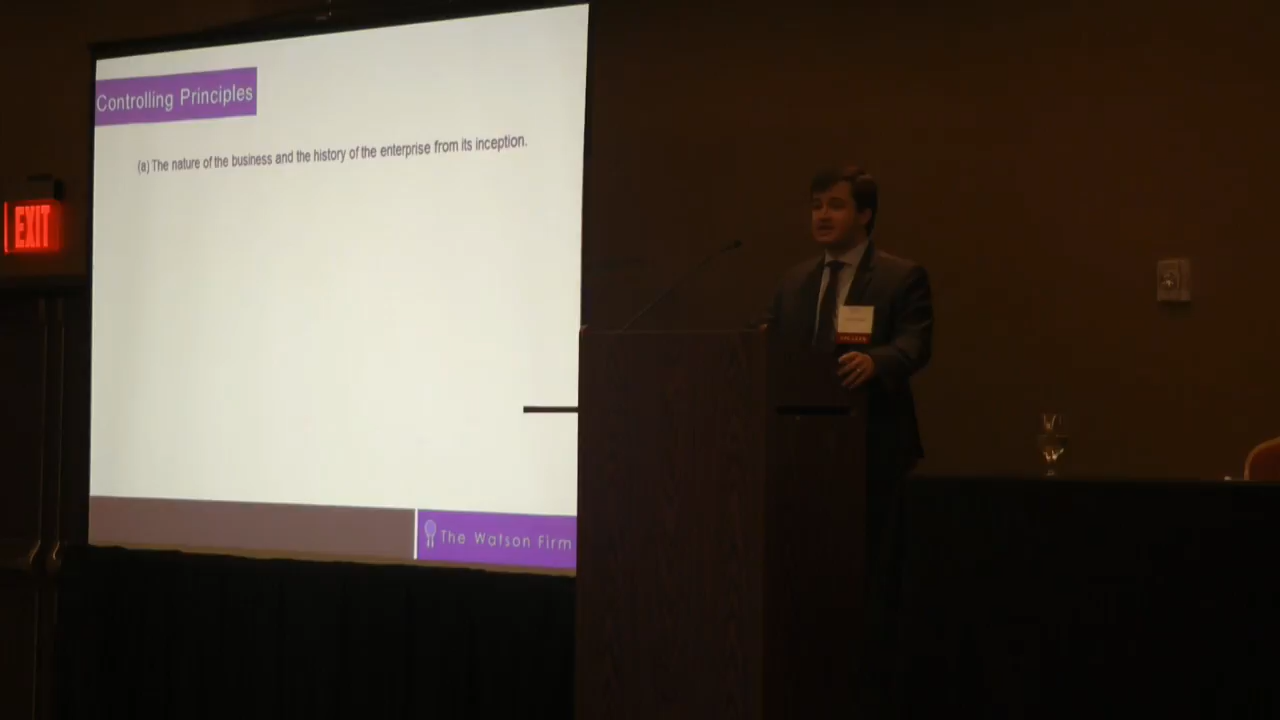 Controlling Principles
(a) The nature of the business and the history of the enterprise from its inception.
EXIT
The Watson Firm